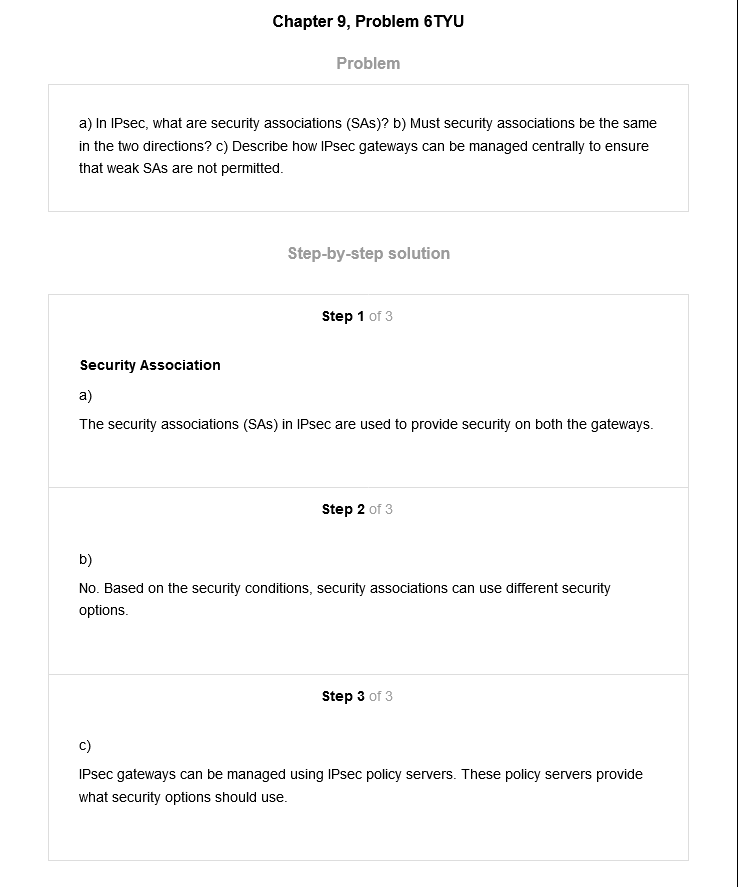 Chapter 9, Problem 6TYU
Problem
a) In IPsec, what are security associations (SAs)? b) Must security associations be the same
in the two directions? c) Describe how IPsec gateways can be managed centrally to ensure
that weak SAs are not permitted.
Step-by-step solution
Step 1 of 3
Security Association
a)
The security associations (SAs) in IPsec are used to provide security on both the gateways.
Step 2 of 3
b)
No. Based on the security conditions, security associations can use different security
options.
Step 3 of 3
c)
IPsec gateways can be managed using IPsec policy servers. These policy servers provide
what security options should use.